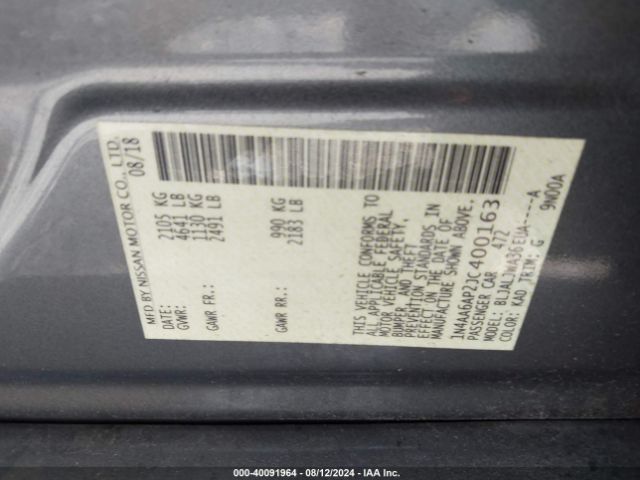 MFD BY NISSAN MOTOR CO., LTD.
DATE: 08/18
GVWR: 2105 KG
4641 LB
GAWR FR: 1130 KG
2491 LB
GAWR RR: 990 KG
2183 LB
THIS VEHICLE CONFORMS TO
ALL APPLICABLE FEDERAL
MOTOR VEHICLE SAFETY,
BUMPER, AND THEFT
PREVENTION STANDARDS IN
EFFECT ON THE DATE OF
MANUFACTURE SHOWN ABOVE.
1N4AA6AP2JC400163
PASSENGER CAR 472
MODEL: BLJALJWA36EUA-----A
COLOR: KAD TRIM: G 9N00A
000-40091964 - 08/12/2024 - IAA Inc.